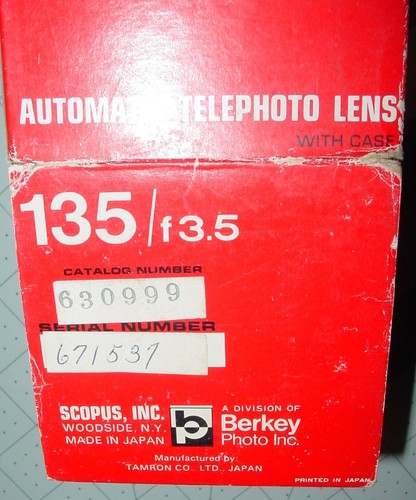 AUTOMATIC TELEPHOTO LENS
WITH CASE
135/f3.5
CATALOG NUMBER
630999
SERIAL NUMBER
671537
SCOPUS, INC.
WOODSIDE, N.Y.
MADE IN JAPAN
b
A DIVISION OF
Berkey
Photo Inc.
Manufactured by:
TAMRON CO., LTD., JAPAN
PRINTED IN JAPAN